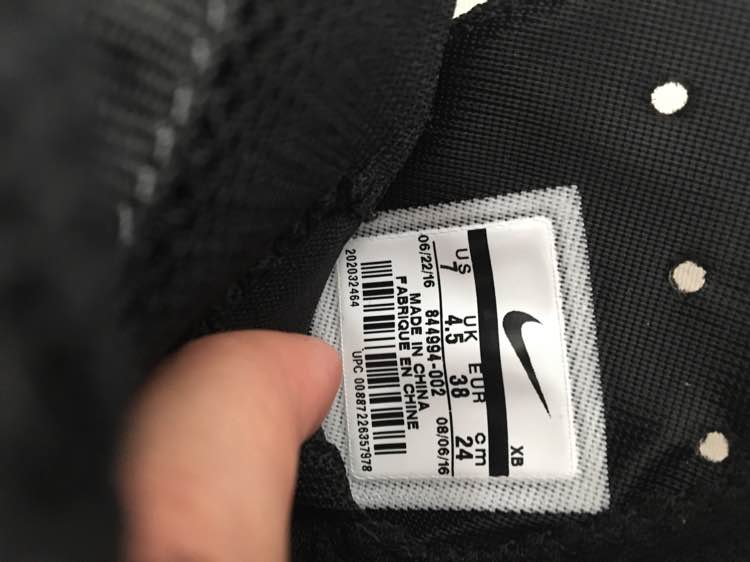 XB
US UK EUR cm
7 4.5 38 24
06/22/16 844994-002 08/06/16
MADE IN CHINA
FABRIQUE EN CHINE
202032464 UPC 00887226357978